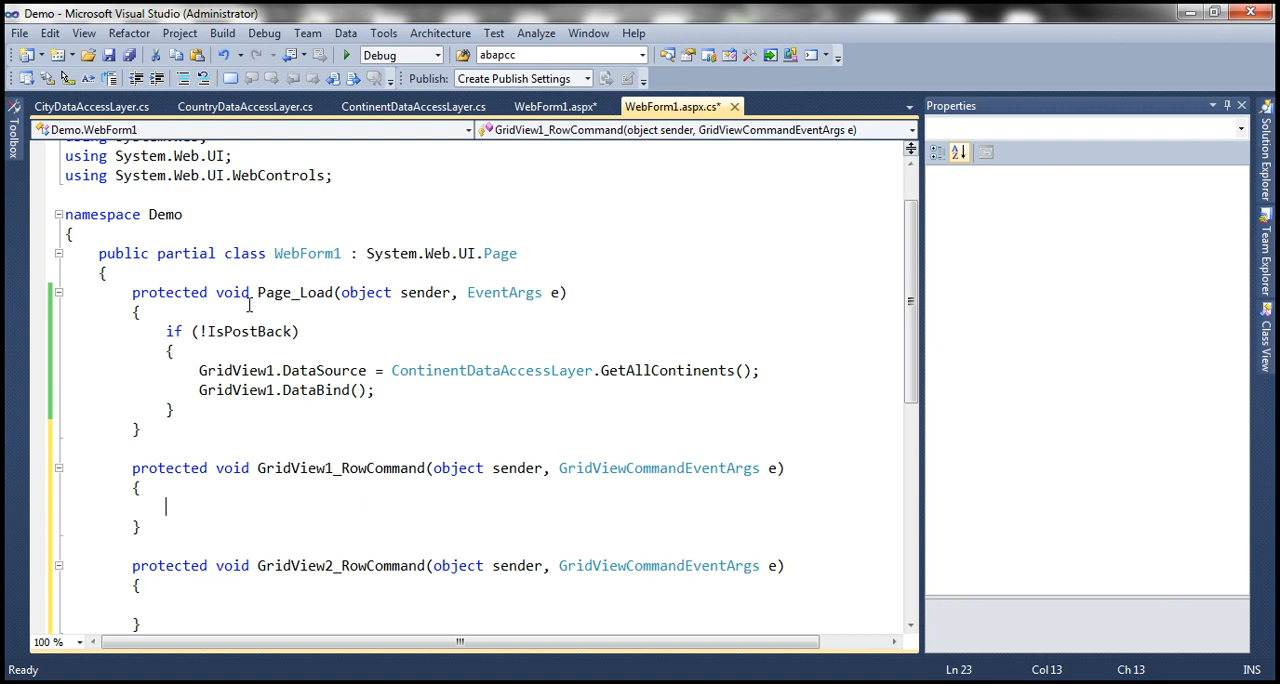 Demo - Microsoft Visual Studio (Administrator)
File Edit View Refactor Project Build Debug Team Data Tools Architecture Test Analyze Window Help
Debug abapcc
Publish: Create Publish Settings
CityDataAccessLayer.cs CountryDataAccessLayer.cs ContinentDataAccessLayer.cs WebForm1.aspx* WebForm1.aspx.cs*
Properties
Demo.WebForm1 GridView1_RowCommand(object sender, GridViewCommandEventArgs e)
using System.Web.UI;
using System.Web.UI.WebControls;
namespace Demo
{
public partial class WebForm1 : System.Web.UI.Page
{
protected void Page_Load(object sender, EventArgs e)
{
if (!IsPostBack)
{
GridView1.DataSource = ContinentDataAccessLayer.GetAllContinents();
GridView1.DataBind();
}
}
protected void GridView1_RowCommand(object sender, GridViewCommandEventArgs e)
{
}
protected void GridView2_RowCommand(object sender, GridViewCommandEventArgs e)
{
}
100 %
Ready Ln 23 Col 13 Ch 13 INS
Toolbox
Solution Explorer
Team Explorer
Class View